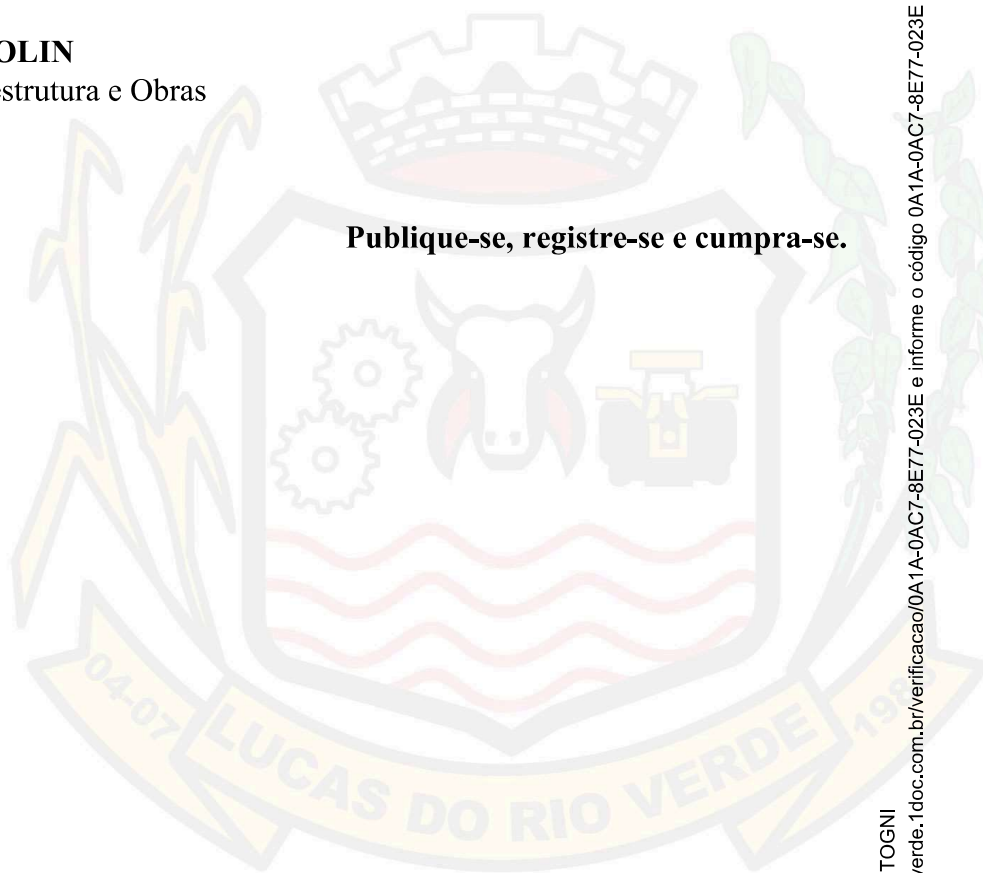 OLIN
estrutura e Obras
Publique-se, registre-se e cumpra-se.
04-07
LUCAS DO RIO VERDE
1988
TOGNI
verde.1doc.com.br/verificacao/0A1A-0AC7-8E77-023E e informe o código 0A1A-0AC7-8E77-023E